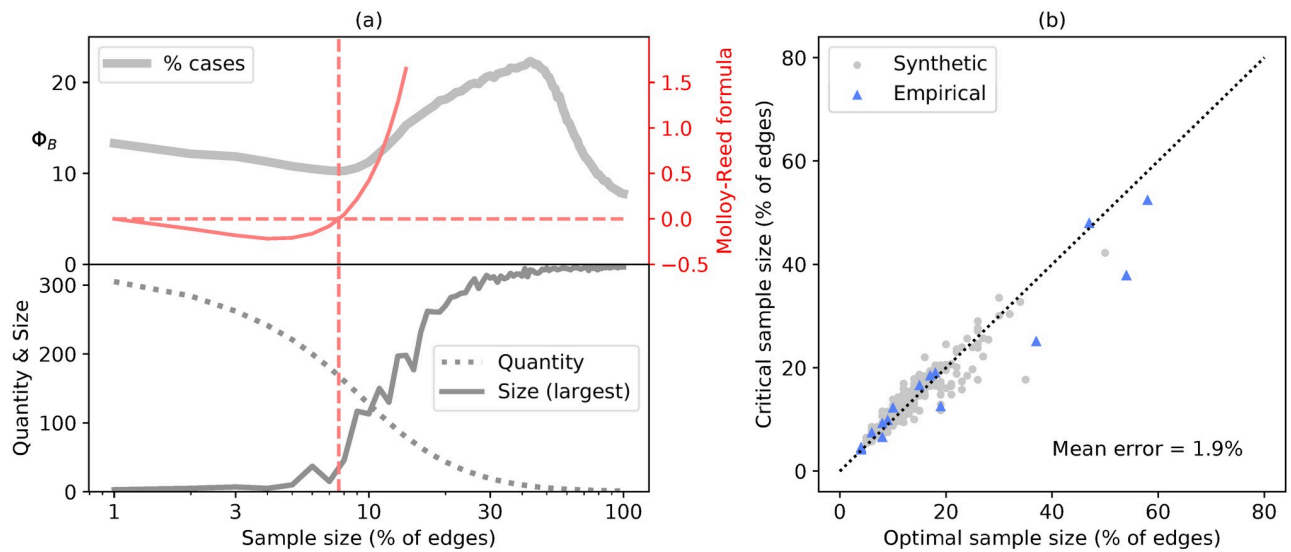 (a)
% cases
20
Φ_B
10
0
1.5
1.0
0.5
0.0
−0.5
Molloy-Reed formula
300
200
100
0
Quantity & Size
Quantity
Size (largest)
1
3
10
30
100
Sample size (% of edges)
(b)
Synthetic
Empirical
80
60
40
20
0
Critical sample size (% of edges)
Mean error = 1.9%
0
20
40
60
80
Optimal sample size (% of edges)